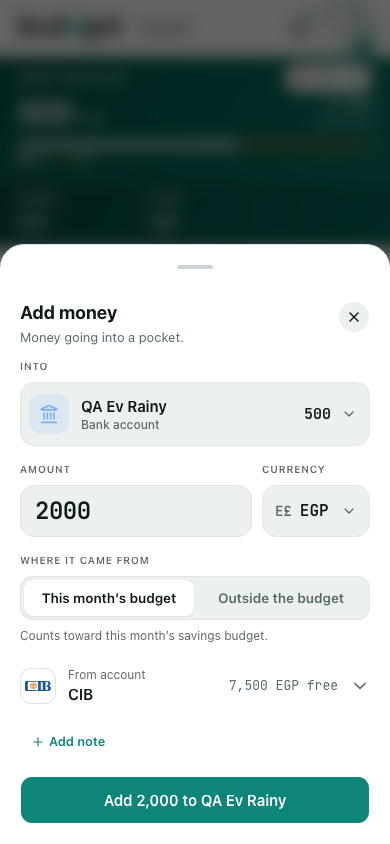 Add money
Money going into a pocket.
INTO
QA Ev Rainy
Bank account
500
AMOUNT
CURRENCY
2000
E£ EGP
WHERE IT CAME FROM
This month’s budget
Outside the budget
Counts toward this month’s savings budget.
CIB
From account
CIB
7,500 EGP free
+ Add note
Add 2,000 to QA Ev Rainy